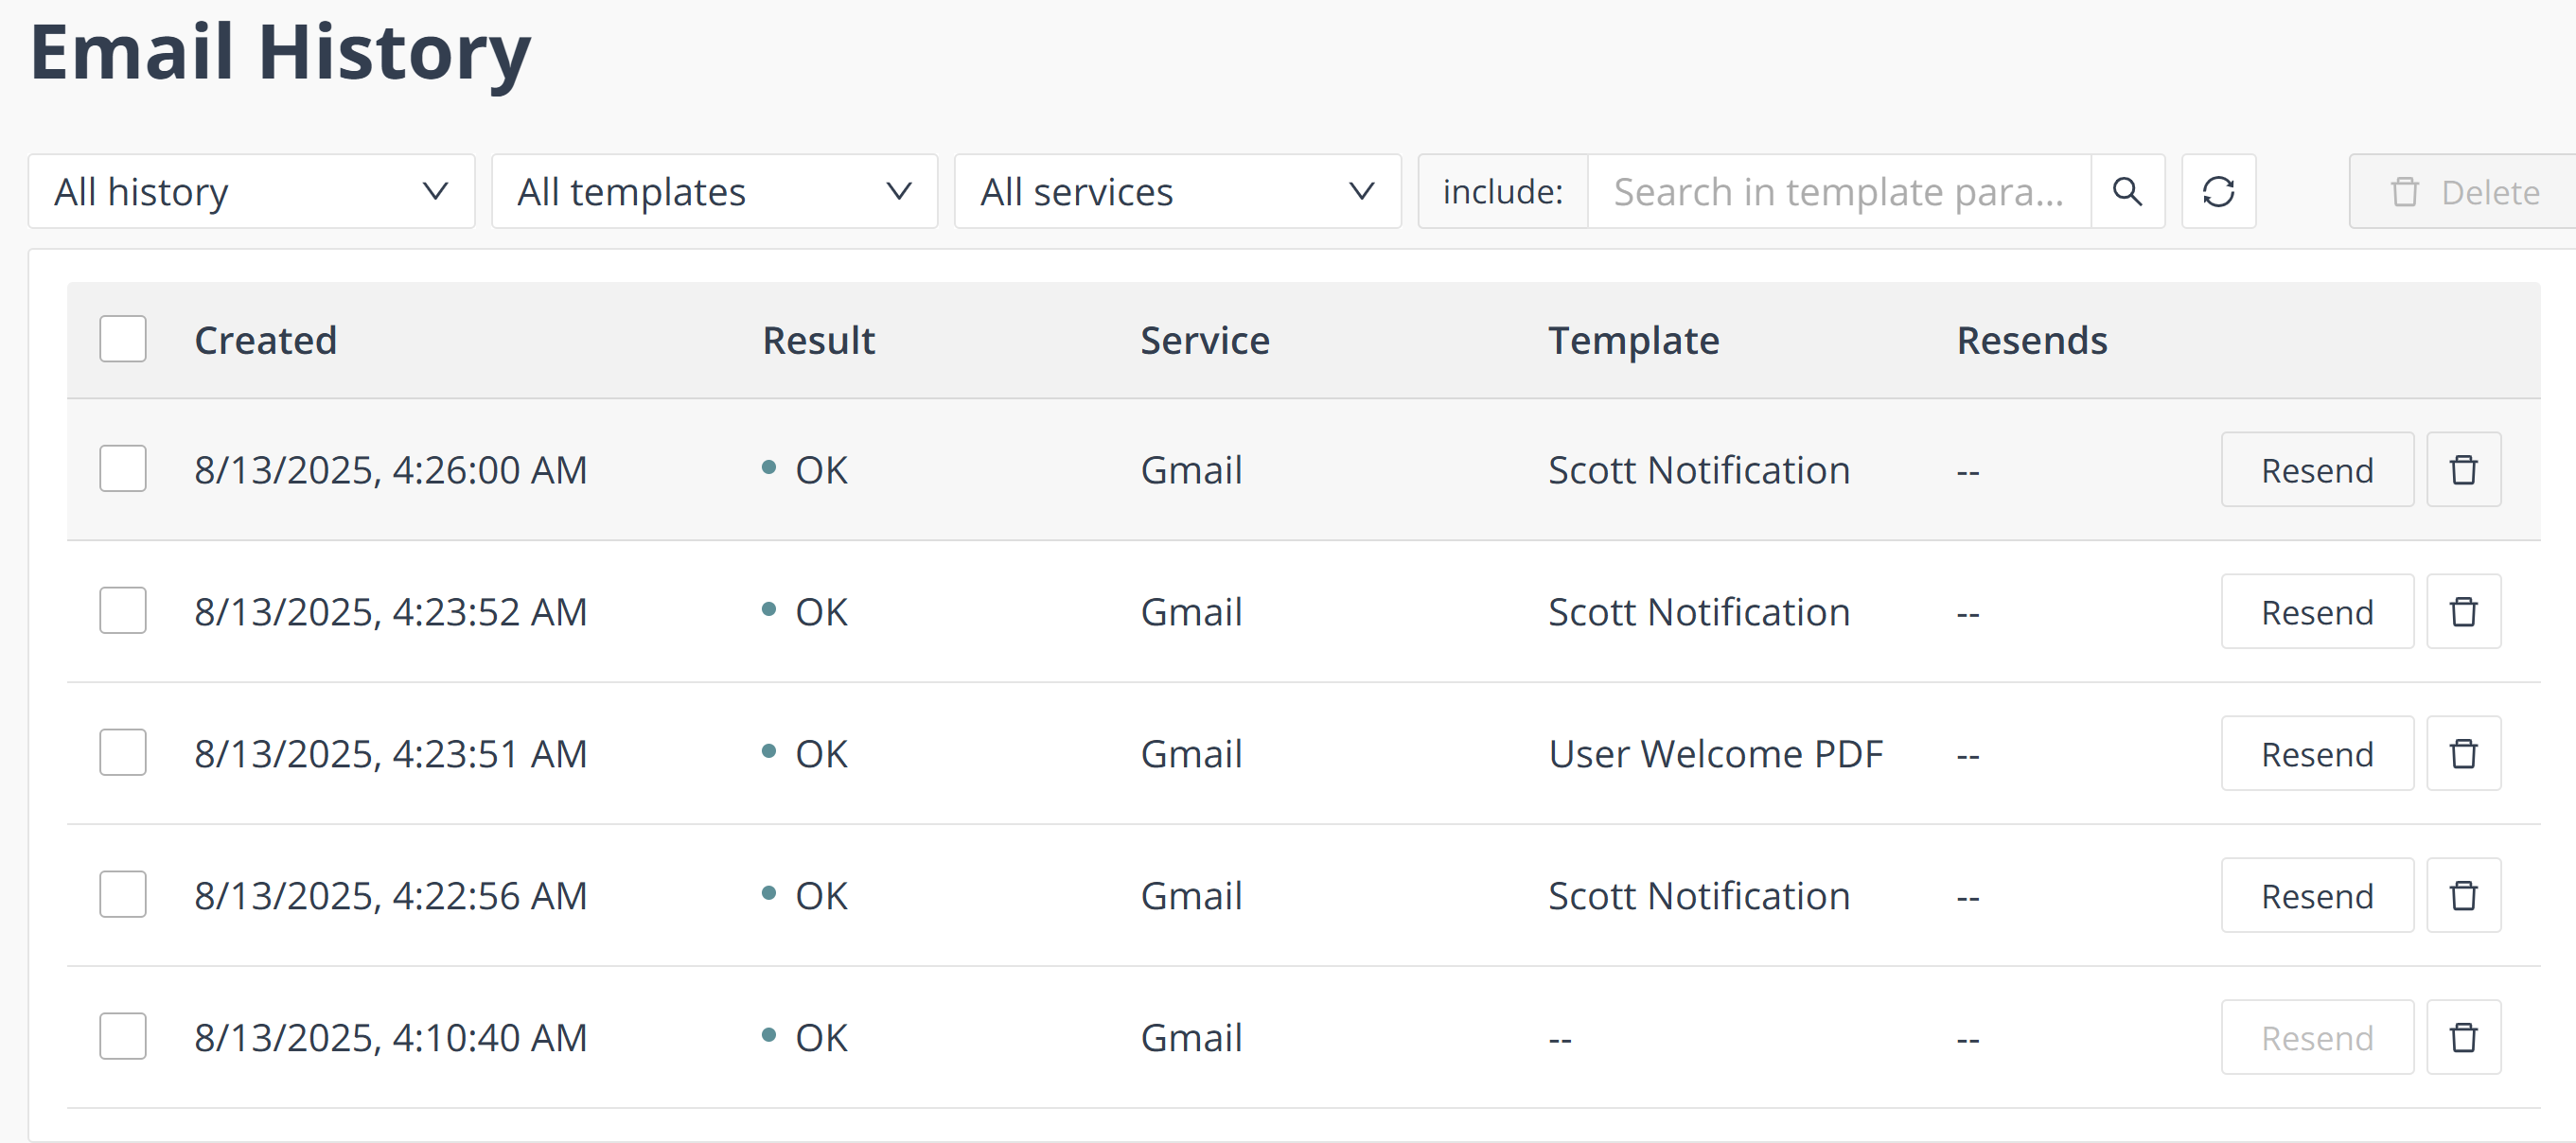 Email History
All history All templates All services include: Search in template para... Delete
Created Result Service Template Resends
8/13/2025, 4:26:00 AM OK Gmail Scott Notification -- Resend
8/13/2025, 4:23:52 AM OK Gmail Scott Notification -- Resend
8/13/2025, 4:23:51 AM OK Gmail User Welcome PDF -- Resend
8/13/2025, 4:22:56 AM OK Gmail Scott Notification -- Resend
8/13/2025, 4:10:40 AM OK Gmail -- -- Resend